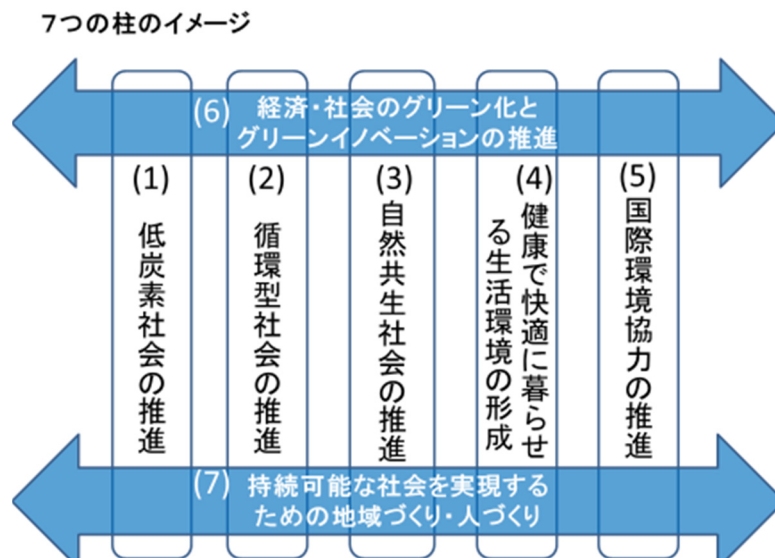 7つの柱のイメージ
(6) 経済・社会のグリーン化と
グリーンイノベーションの推進
(1)
低炭素社会の推進
(2)
循環型社会の推進
(3)
自然共生社会の推進
(4)
健康で快適に暮らせ
る生活環境の形成
(5)
国際環境協力の推進
(7) 持続可能な社会を実現する
ための地域づくり・人づくり